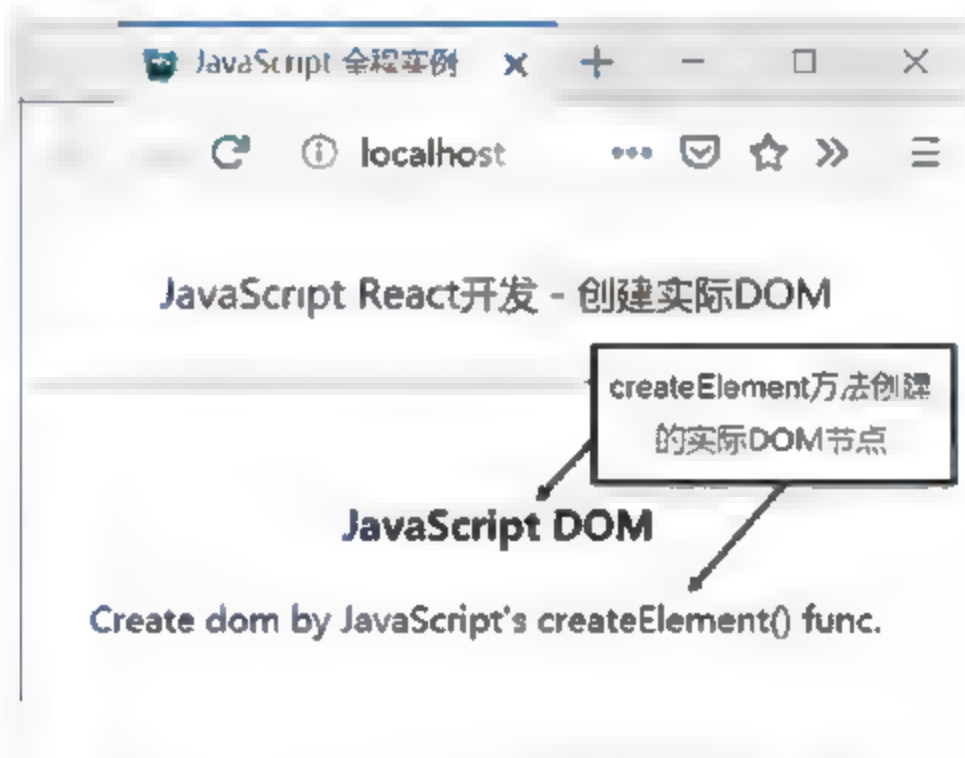 JavaScript 全程实例
localhost
JavaScript React开发 - 创建实际DOM
createElement方法创建
的实际DOM节点
JavaScript DOM
Create dom by JavaScript's createElement() func.